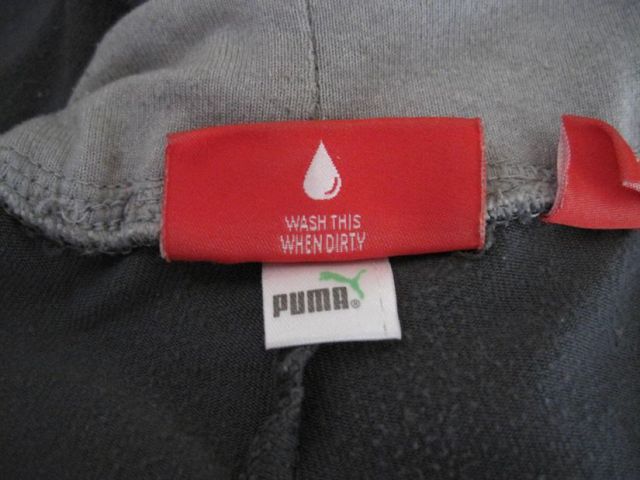 WASH THIS
WHEN DIRTY
PUMA®